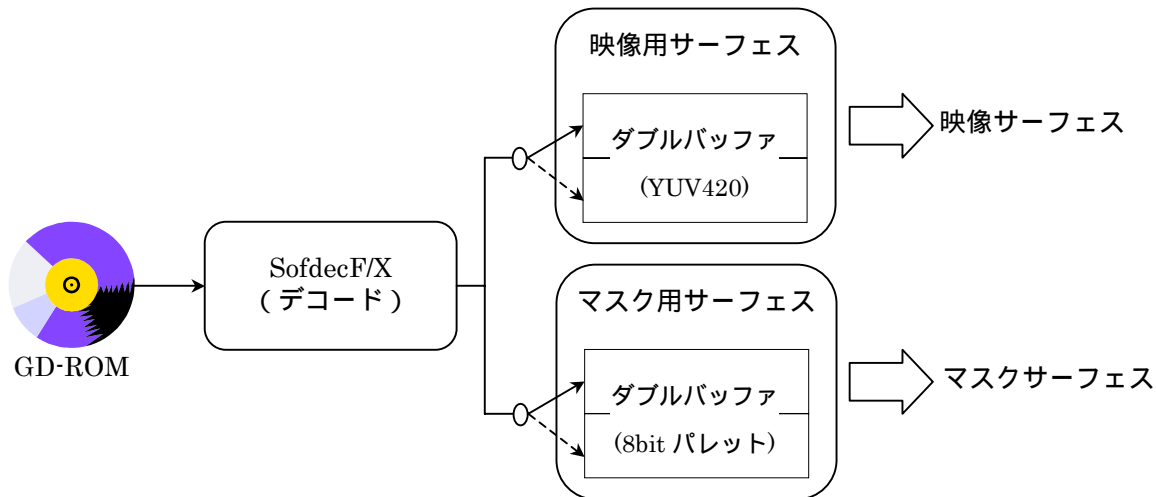 GD-ROM
SofdecF/X
(デコード)
映像用サーフェス
ダブルバッファ
(YUV420)
映像サーフェス
マスク用サーフェス
ダブルバッファ
(8bit パレット)
マスクサーフェス